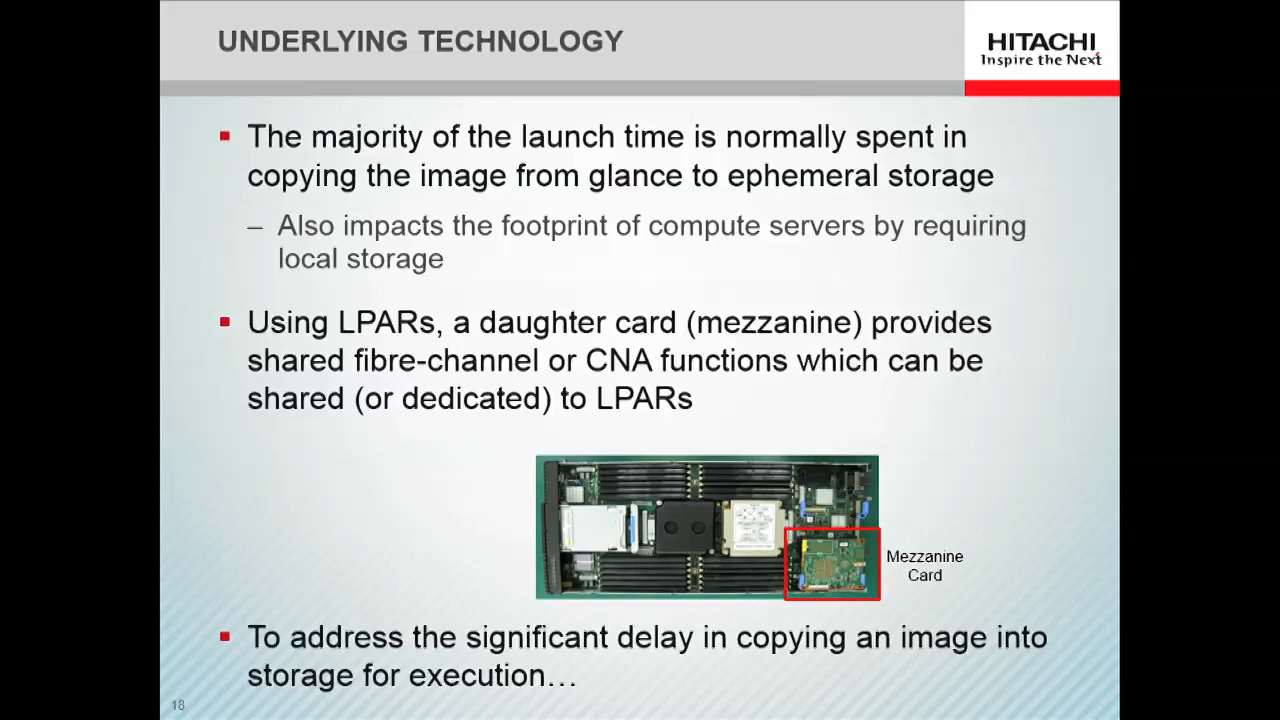 UNDERLYING TECHNOLOGY
HITACHI
Inspire the Next
The majority of the launch time is normally spent in
copying the image from glance to ephemeral storage
– Also impacts the footprint of compute servers by requiring
local storage
Using LPARs, a daughter card (mezzanine) provides
shared fibre-channel or CNA functions which can be
shared (or dedicated) to LPARs
Mezzanine
Card
To address the significant delay in copying an image into
storage for execution…
18